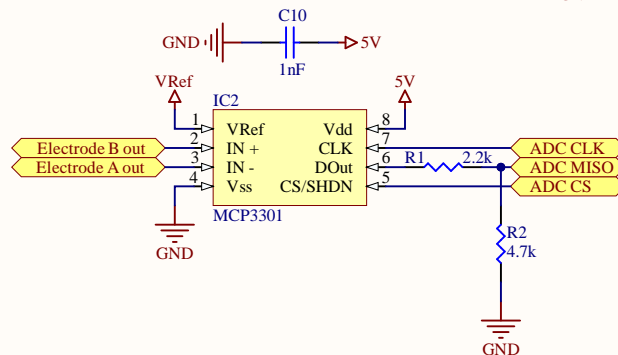 C10
GND
5V
1nF
VRef
5V
IC2
1
VRef
Vdd
8
Electrode B out
2
IN +
CLK
7
ADC CLK
Electrode A out
3
IN -
DOut
6
R1
2.2k
ADC MISO
4
Vss
CS/SHDN
5
ADC CS
MCP3301
R2
4.7k
GND
GND